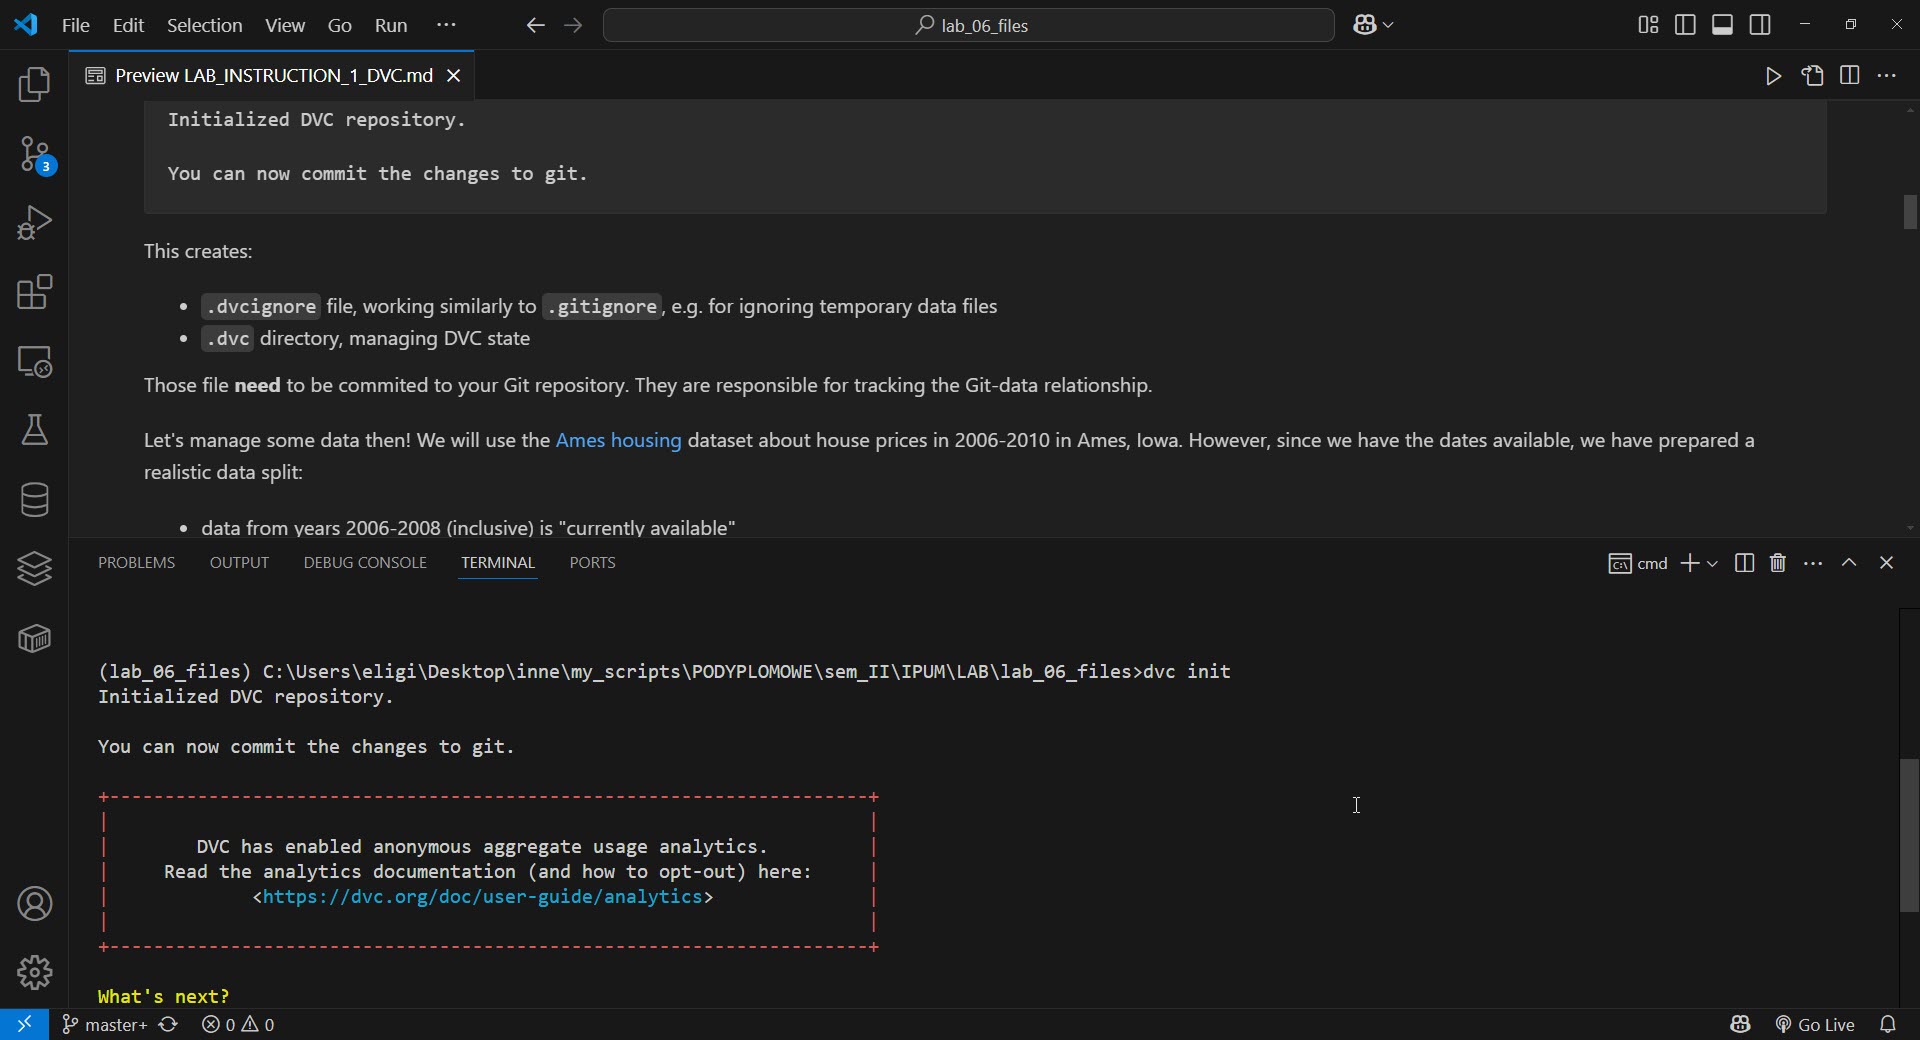 File Edit Selection View Go Run ··· lab_06_files
Preview LAB_INSTRUCTION_1_DVC.md
Initialized DVC repository.
You can now commit the changes to git.
This creates:
• .dvcignore file, working similarly to .gitignore, e.g. for ignoring temporary data files
• .dvc directory, managing DVC state
Those file need to be commited to your Git repository. They are responsible for tracking the Git-data relationship.
Let's manage some data then! We will use the Ames housing dataset about house prices in 2006-2010 in Ames, Iowa. However, since we have the dates available, we have prepared a
realistic data split:
• data from years 2006-2008 (inclusive) is "currently available"
3
PROBLEMS OUTPUT DEBUG CONSOLE TERMINAL PORTS cmd
(lab_06_files) C:\Users\eligi\Desktop\inne\my_scripts\PODYPLOMOWE\sem_II\IPUM\LAB\lab_06_files>dvc init
Initialized DVC repository.
You can now commit the changes to git.
+---------------------------------------------------------------------+
DVC has enabled anonymous aggregate usage analytics.
Read the analytics documentation (and how to opt-out) here:
<https://dvc.org/doc/user-guide/analytics>
+---------------------------------------------------------------------+
What's next?
master+ 0 0 Go Live